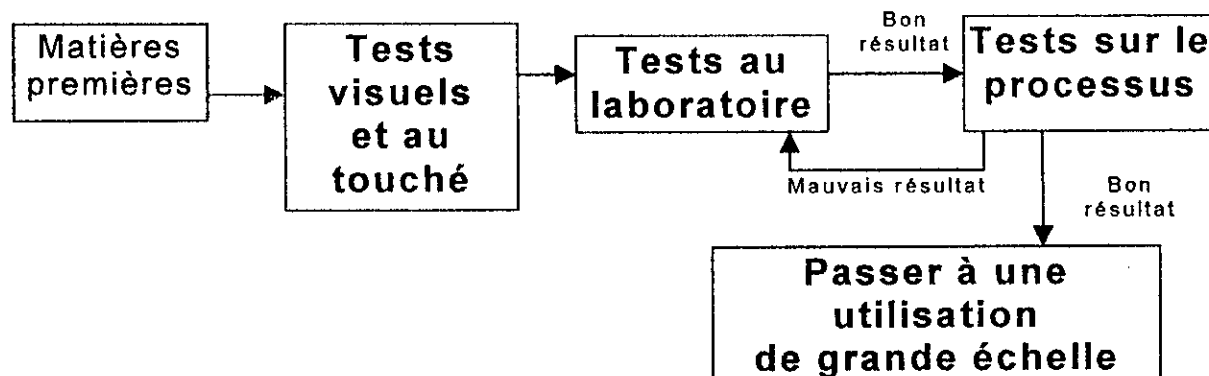 Matières
premières
Tests
visuels
et au
touché
Tests au
laboratoire
Bon
résultat
Tests sur le
processus
Mauvais résultat
Bon
résultat
Passer à une
utilisation
de grande échelle